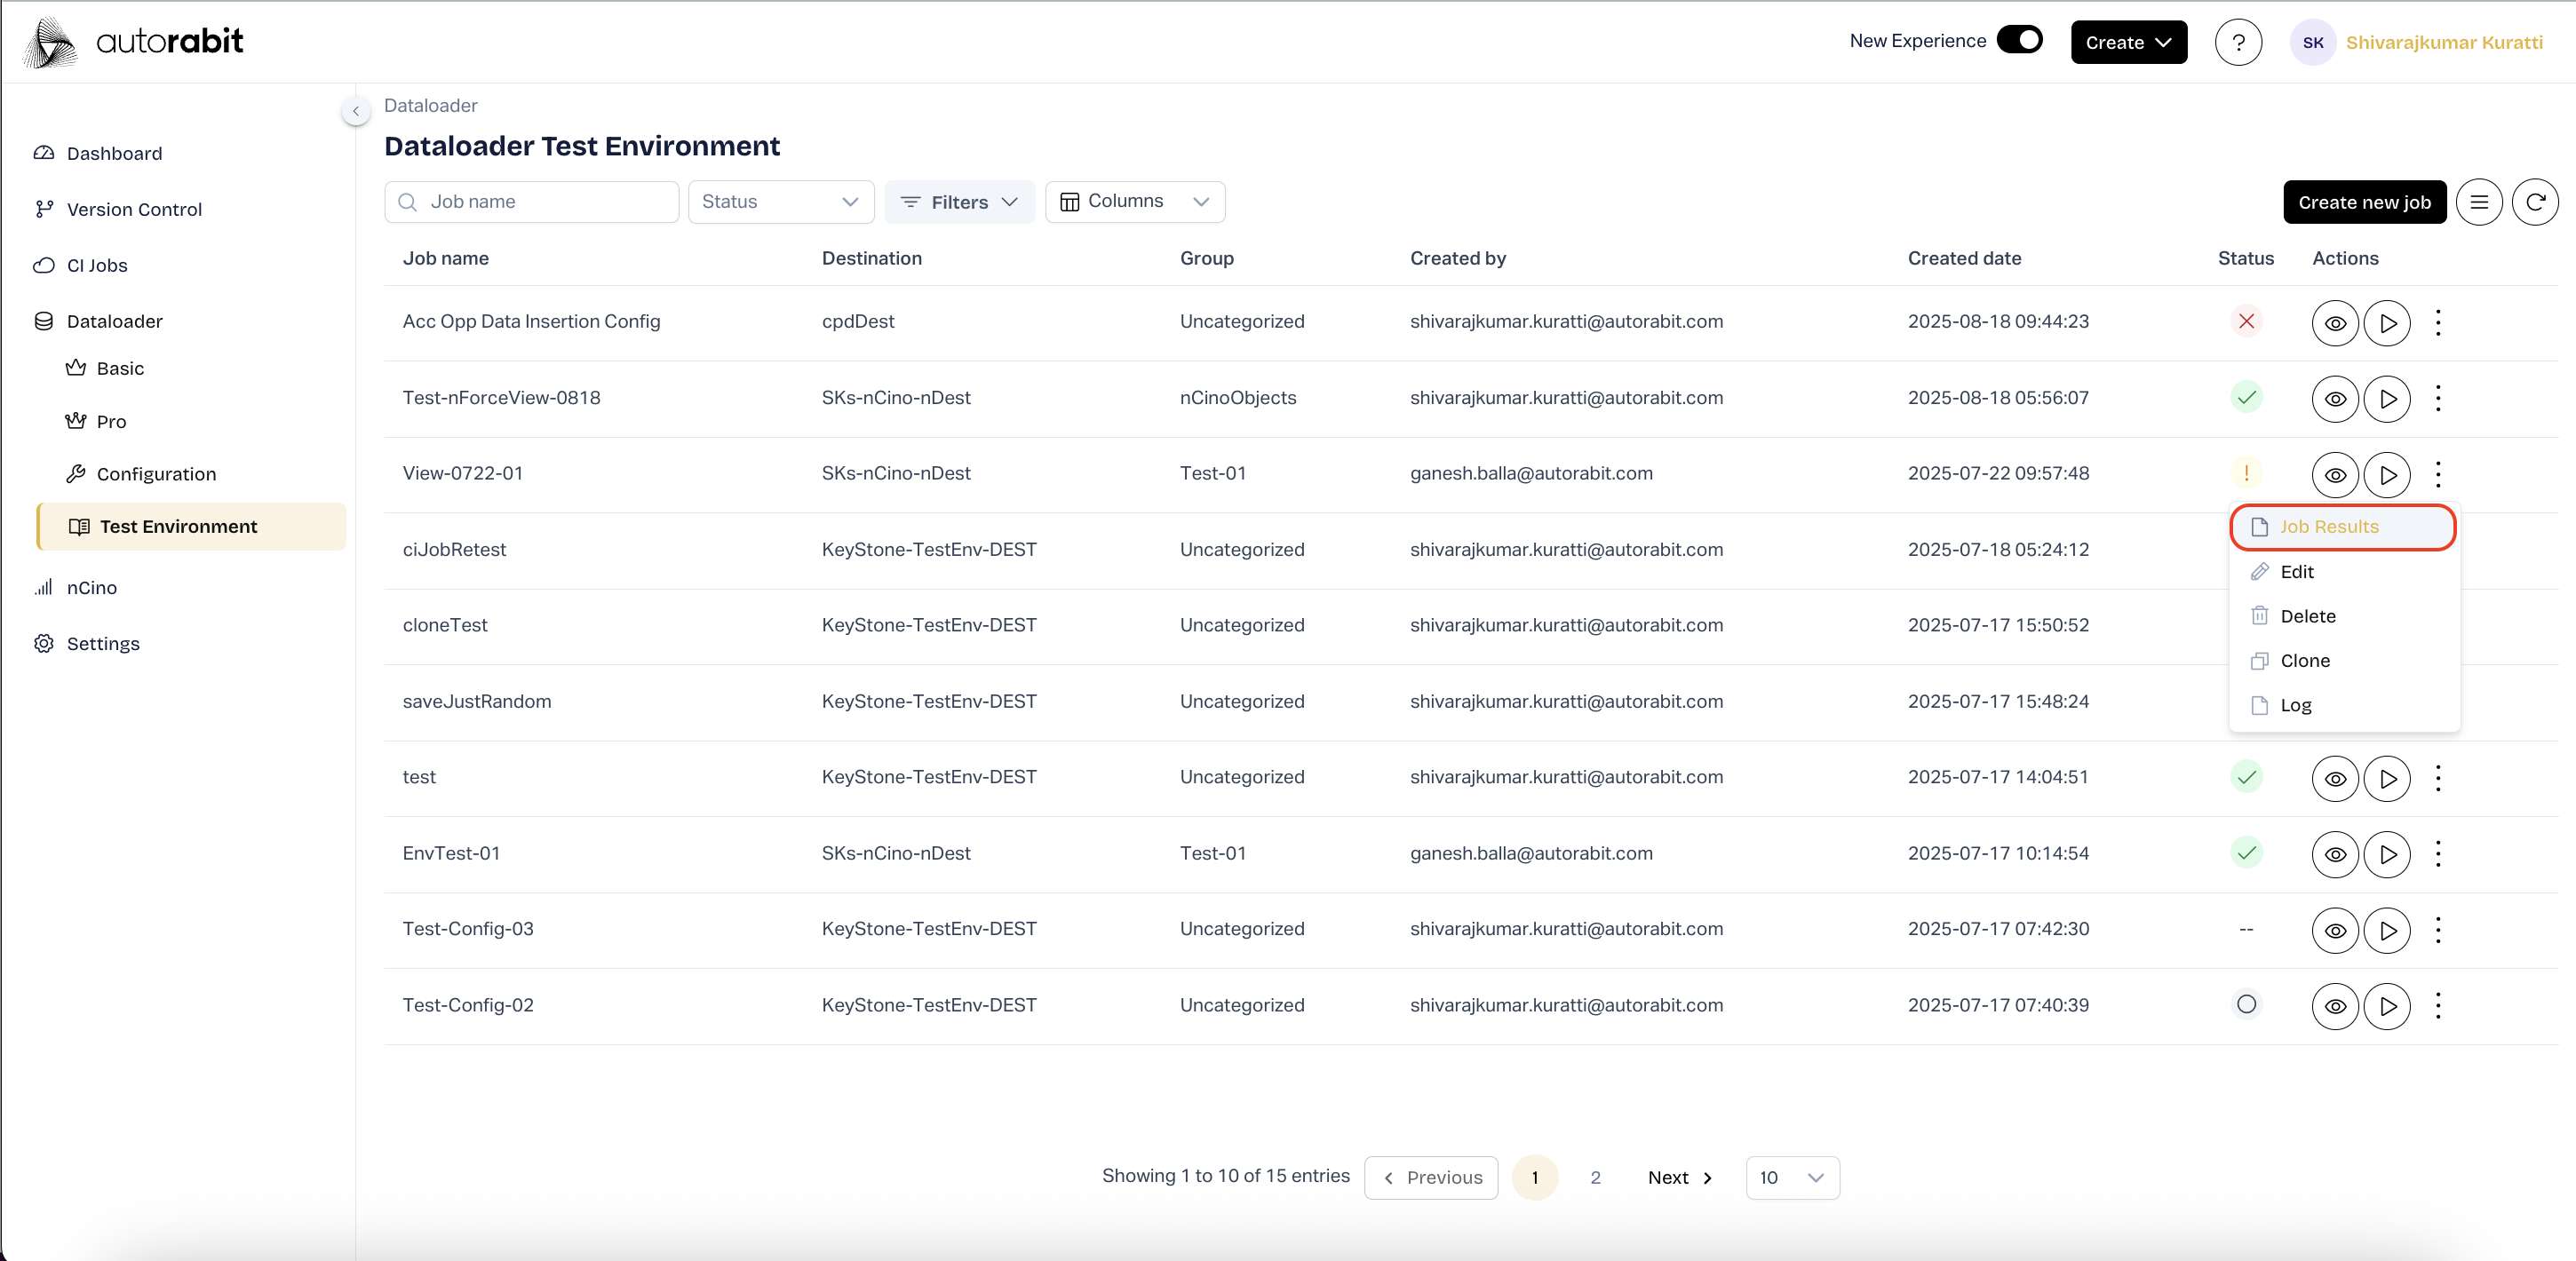 autorabit
New Experience
Create
?
SK
Shivarajkumar Kuratti
Dashboard
Version Control
CI Jobs
Dataloader
Basic
Pro
Configuration
Test Environment
nCino
Settings
Dataloader
Dataloader Test Environment
Job name
Status
Filters
Columns
Create new job
Job name Destination Group Created by Created date Status Actions
Acc Opp Data Insertion Config cpdDest Uncategorized shivarajkumar.kuratti@autorabit.com 2025-08-18 09:44:23
Test-nForceView-0818 SKs-nCino-nDest nCinoObjects shivarajkumar.kuratti@autorabit.com 2025-08-18 05:56:07
View-0722-01 SKs-nCino-nDest Test-01 ganesh.balla@autorabit.com 2025-07-22 09:57:48 !
ciJobRetest KeyStone-TestEnv-DEST Uncategorized shivarajkumar.kuratti@autorabit.com 2025-07-18 05:24:12
cloneTest KeyStone-TestEnv-DEST Uncategorized shivarajkumar.kuratti@autorabit.com 2025-07-17 15:50:52
saveJustRandom KeyStone-TestEnv-DEST Uncategorized shivarajkumar.kuratti@autorabit.com 2025-07-17 15:48:24
test KeyStone-TestEnv-DEST Uncategorized shivarajkumar.kuratti@autorabit.com 2025-07-17 14:04:51
EnvTest-01 SKs-nCino-nDest Test-01 ganesh.balla@autorabit.com 2025-07-17 10:14:54
Test-Config-03 KeyStone-TestEnv-DEST Uncategorized shivarajkumar.kuratti@autorabit.com 2025-07-17 07:42:30 --
Test-Config-02 KeyStone-TestEnv-DEST Uncategorized shivarajkumar.kuratti@autorabit.com 2025-07-17 07:40:39
Job Results
Edit
Delete
Clone
Log
Showing 1 to 10 of 15 entries Previous 1 2 Next 10